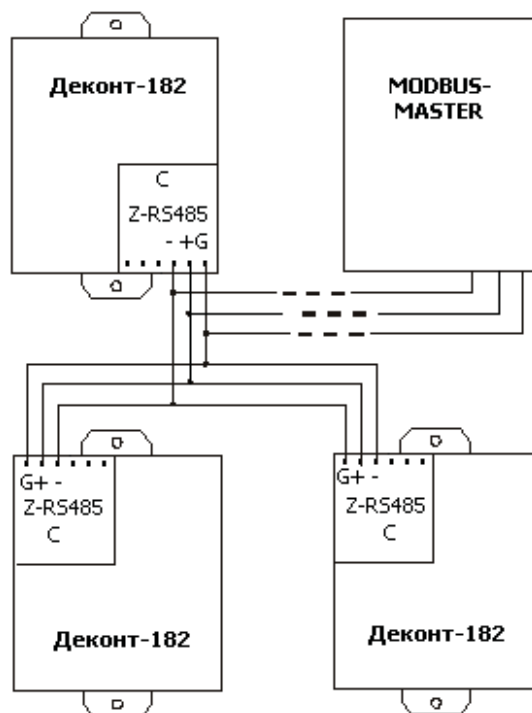 Деконт-182
C
Z-RS485
- +G
MODBUS-
MASTER
G+ -
Z-RS485
C
Деконт-182
G+ -
Z-RS485
C
Деконт-182